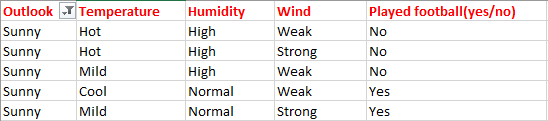 Outlook Temperature Humidity Wind Played football(yes/no)
Sunny Hot High Weak No
Sunny Hot High Strong No
Sunny Mild High Weak No
Sunny Cool Normal Weak Yes
Sunny Mild Normal Strong Yes